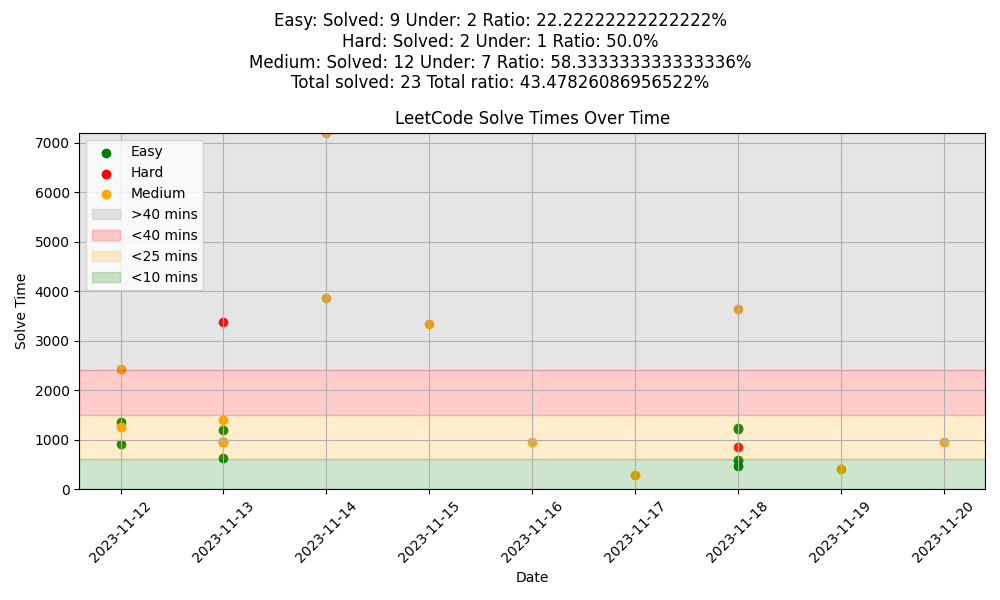 Easy: Solved: 9 Under: 2 Ratio: 22.22222222222222%
Hard: Solved: 2 Under: 1 Ratio: 50.0%
Medium: Solved: 12 Under: 7 Ratio: 58.333333333333336%
Total solved: 23 Total ratio: 43.47826086956522%
LeetCode Solve Times Over Time
Easy
Hard
Medium
>40 mins
<40 mins
<25 mins
<10 mins
Solve Time
7000
6000
5000
4000
3000
2000
1000
0
2023-11-12
2023-11-13
2023-11-14
2023-11-15
2023-11-16
2023-11-17
2023-11-18
2023-11-19
2023-11-20
Date